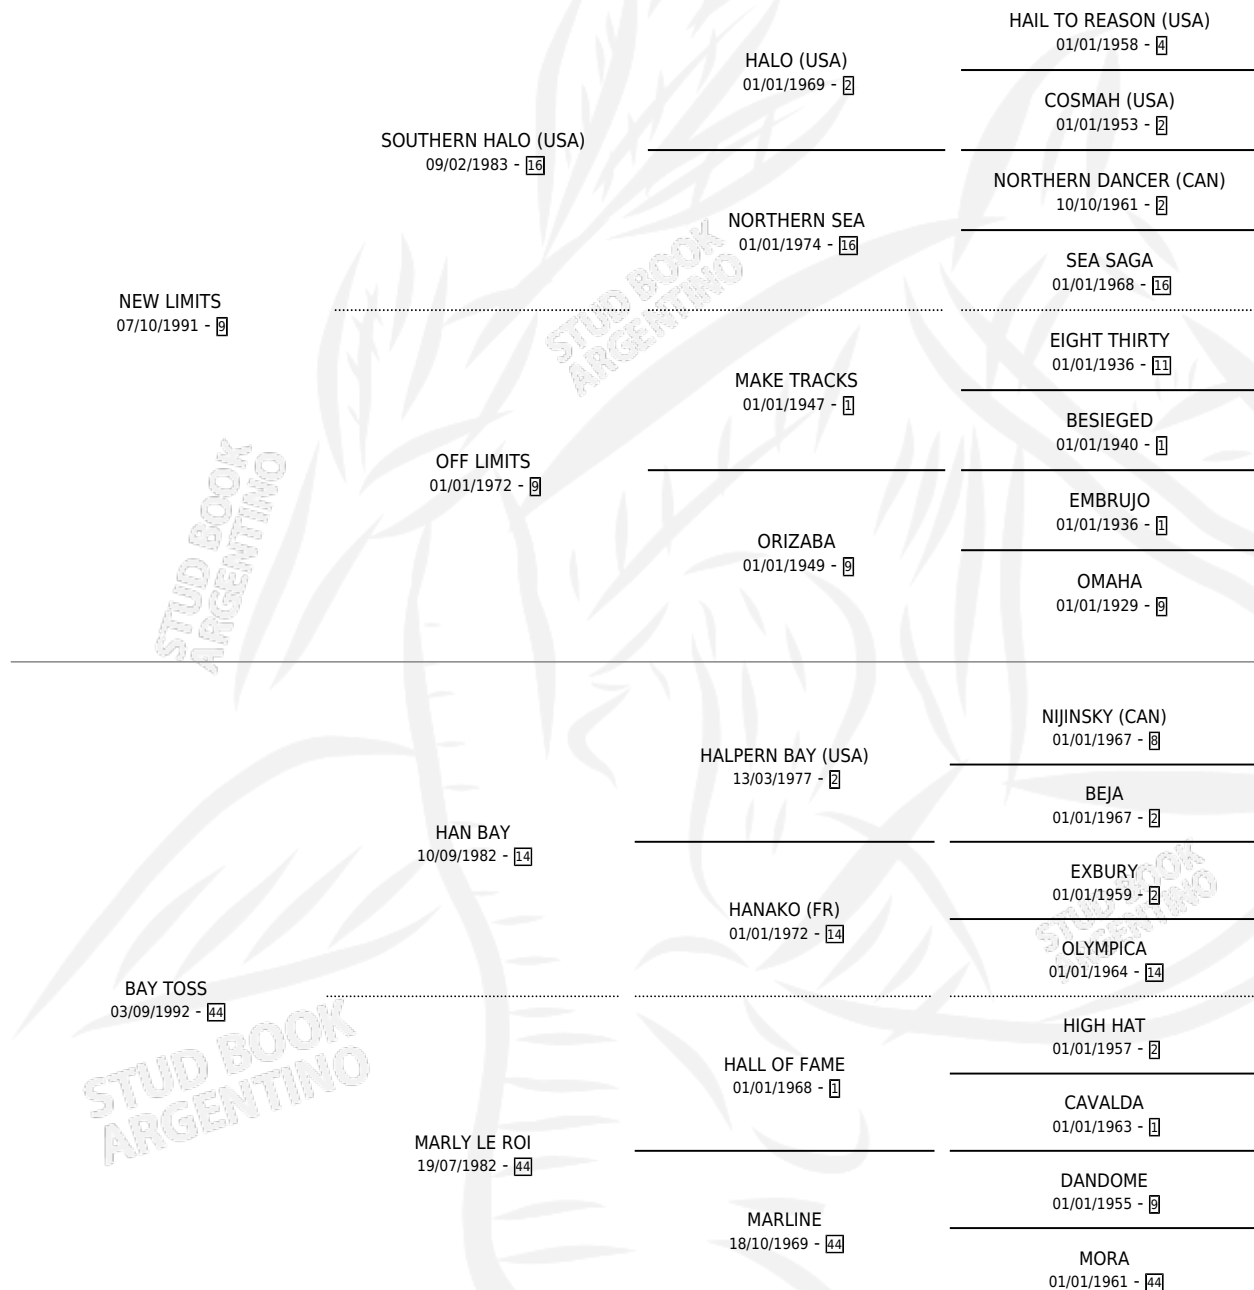 HAIL TO REASON (USA)
01/01/1958 - 4
HALO (USA)
01/01/1969 - 2
COSMAH (USA)
01/01/1953 - 2
SOUTHERN HALO (USA)
09/02/1983 - 16
NORTHERN DANCER (CAN)
10/10/1961 - 2
NORTHERN SEA
01/01/1974 - 16
SEA SAGA
01/01/1968 - 16
NEW LIMITS
07/10/1991 - 9
STUD BOOK
ARGENTINO
EIGHT THIRTY
01/01/1936 - 11
MAKE TRACKS
01/01/1947 - 1
BESIEGED
01/01/1940 - 1
OFF LIMITS
01/01/1972 - 9
EMBRUJO
01/01/1936 - 1
ORIZABA
01/01/1949 - 9
OMAHA
01/01/1929 - 9
STUD BOOK
ARGENTINO
NIJINSKY (CAN)
01/01/1967 - 8
HALPERN BAY (USA)
13/03/1977 - 2
BEJA
01/01/1967 - 2
HAN BAY
10/09/1982 - 14
EXBURY
01/01/1959 - 2
HANAKO (FR)
01/01/1972 - 14
STUD BOOK
ARGENTINO
OLYMPICA
01/01/1964 - 14
BAY TOSS
03/09/1992 - 44
STUD BOOK
ARGENTINO
HIGH HAT
01/01/1957 - 2
HALL OF FAME
01/01/1968 - 1
CAVALDA
01/01/1963 - 1
MARLY LE ROI
19/07/1982 - 44
DANDOME
01/01/1955 - 9
MARLINE
18/10/1969 - 44
MORA
01/01/1961 - 44